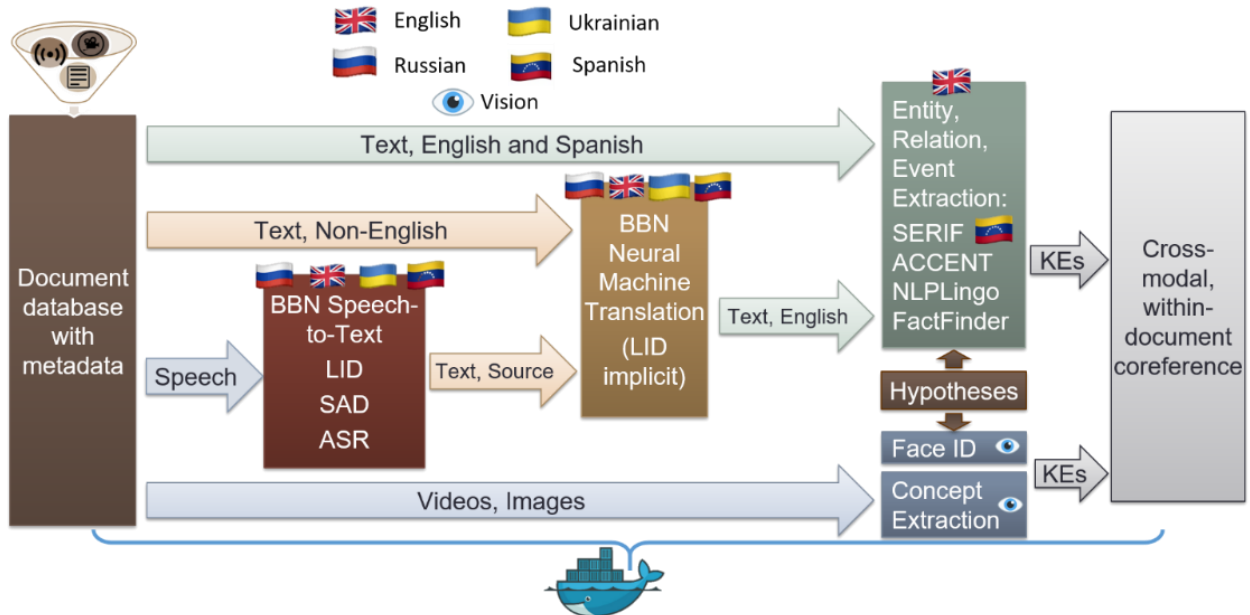 English
Ukrainian
Russian
Spanish
Vision
Document
database
with
metadata
Text, English and Spanish
Text, Non-English
Speech
BBN Speech-
to-Text
LID
SAD
ASR
Text, Source
BBN
Neural
Machine
Translation
(LID
implicit)
Text, English
Videos, Images
Entity,
Relation,
Event
Extraction:
SERIF
ACCENT
NLPLingo
FactFinder
Hypotheses
Face ID
Concept
Extraction
KEs
KEs
Cross-
modal,
within-
document
coreference